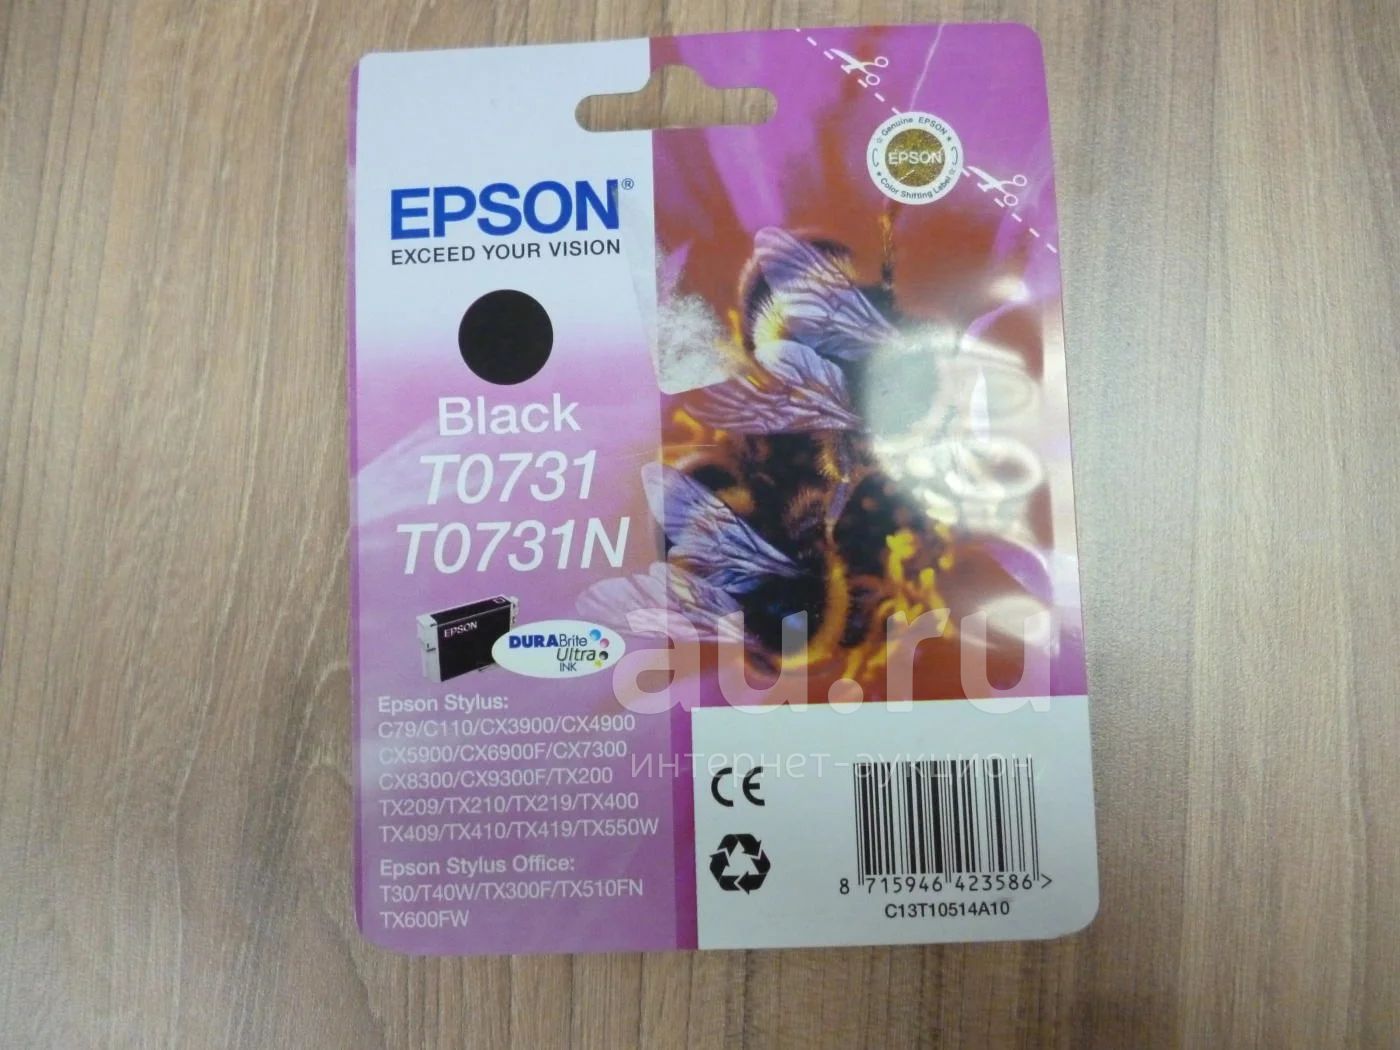 Genuine EPSON
EPSON
Color Shifting Label
EPSON®
EXCEED YOUR VISION
Black
T0731
T0731N
EPSON
DURABrite
Ultra
INK
au.ru
интернет-аукцион
Epson Stylus:
C79/C110/CX3900/CX4900
CX5900/CX6900F/CX7300
CX8300/CX9300F/TX200
TX209/TX210/TX219/TX400
TX409/TX410/TX419/TX550W
Epson Stylus Office:
T30/T40W/TX300F/TX510FN
TX600FW
CE
8 715946 423586 >
C13T10514A10